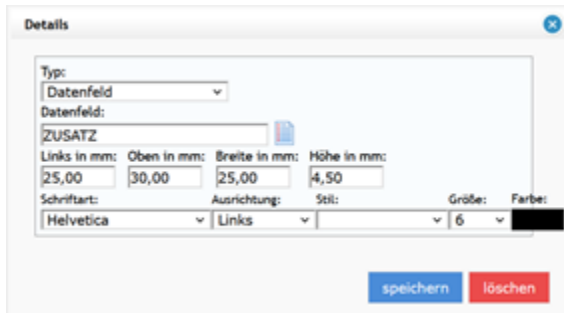 Details
Typ:
Datenfeld
Datenfeld:
ZUSATZ
Links in mm: Oben in mm: Breite in mm: Höhe in mm:
25,00 30,00 25,00 4,50
Schriftart: Ausrichtung: Stil: Größe: Farbe:
Helvetica Links 6
speichern löschen